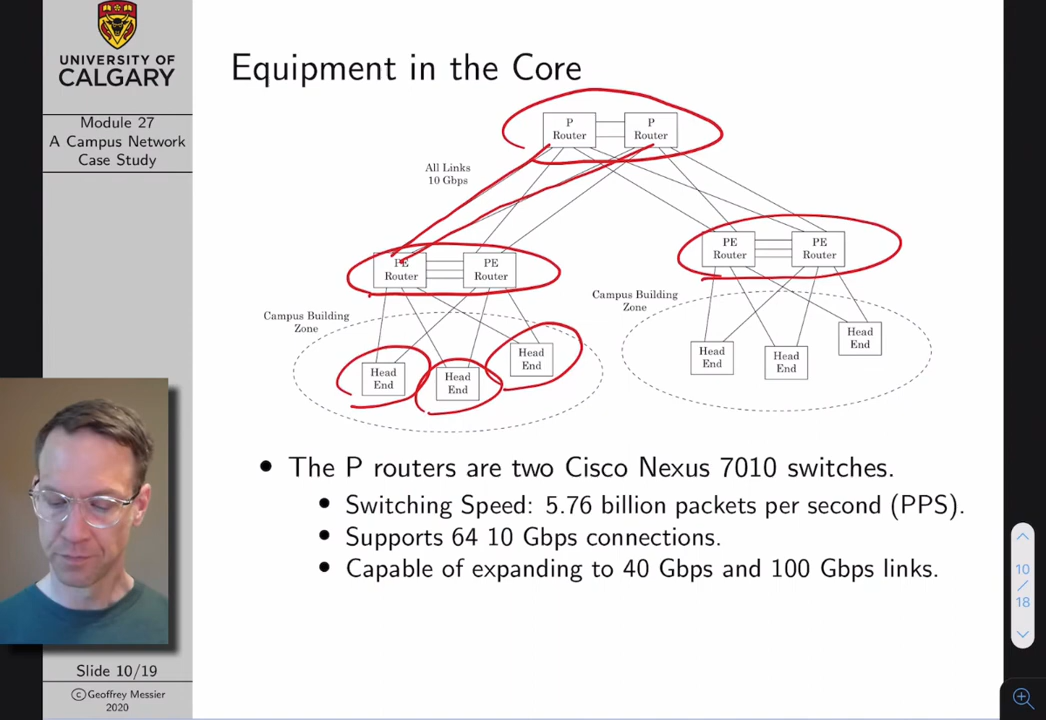 UNIVERSITY OF
CALGARY
Module 27
A Campus Network
Case Study
Equipment in the Core
P
Router
P
Router
All Links
10 Gbps
PE
Router
PE
Router
PE
Router
PE
Router
Campus Building
Zone
Campus Building
Zone
Head
End
Head
End
Head
End
Head
End
Head
End
Head
End
• The P routers are two Cisco Nexus 7010 switches.
• Switching Speed: 5.76 billion packets per second (PPS).
• Supports 64 10 Gbps connections.
• Capable of expanding to 40 Gbps and 100 Gbps links.
10
/
18
Slide 10/19
©Geoffrey Messier
2020